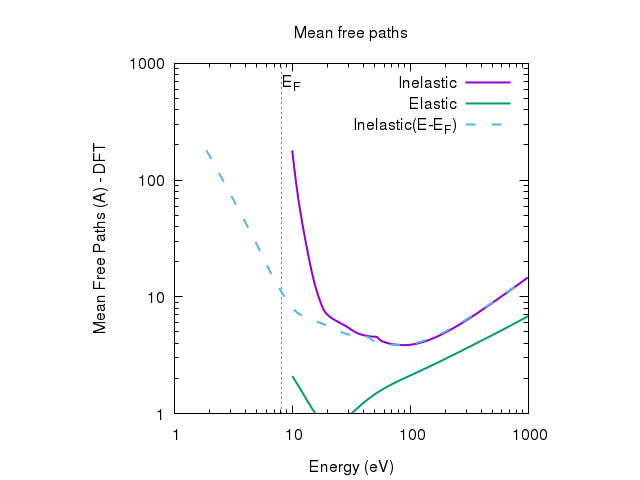 Mean free paths
1000
100
10
1
Mean Free Paths (A) - DFT
E_F
Inelastic
Elastic
Inelastic(E-E_F)
1 10 100 1000
Energy (eV)